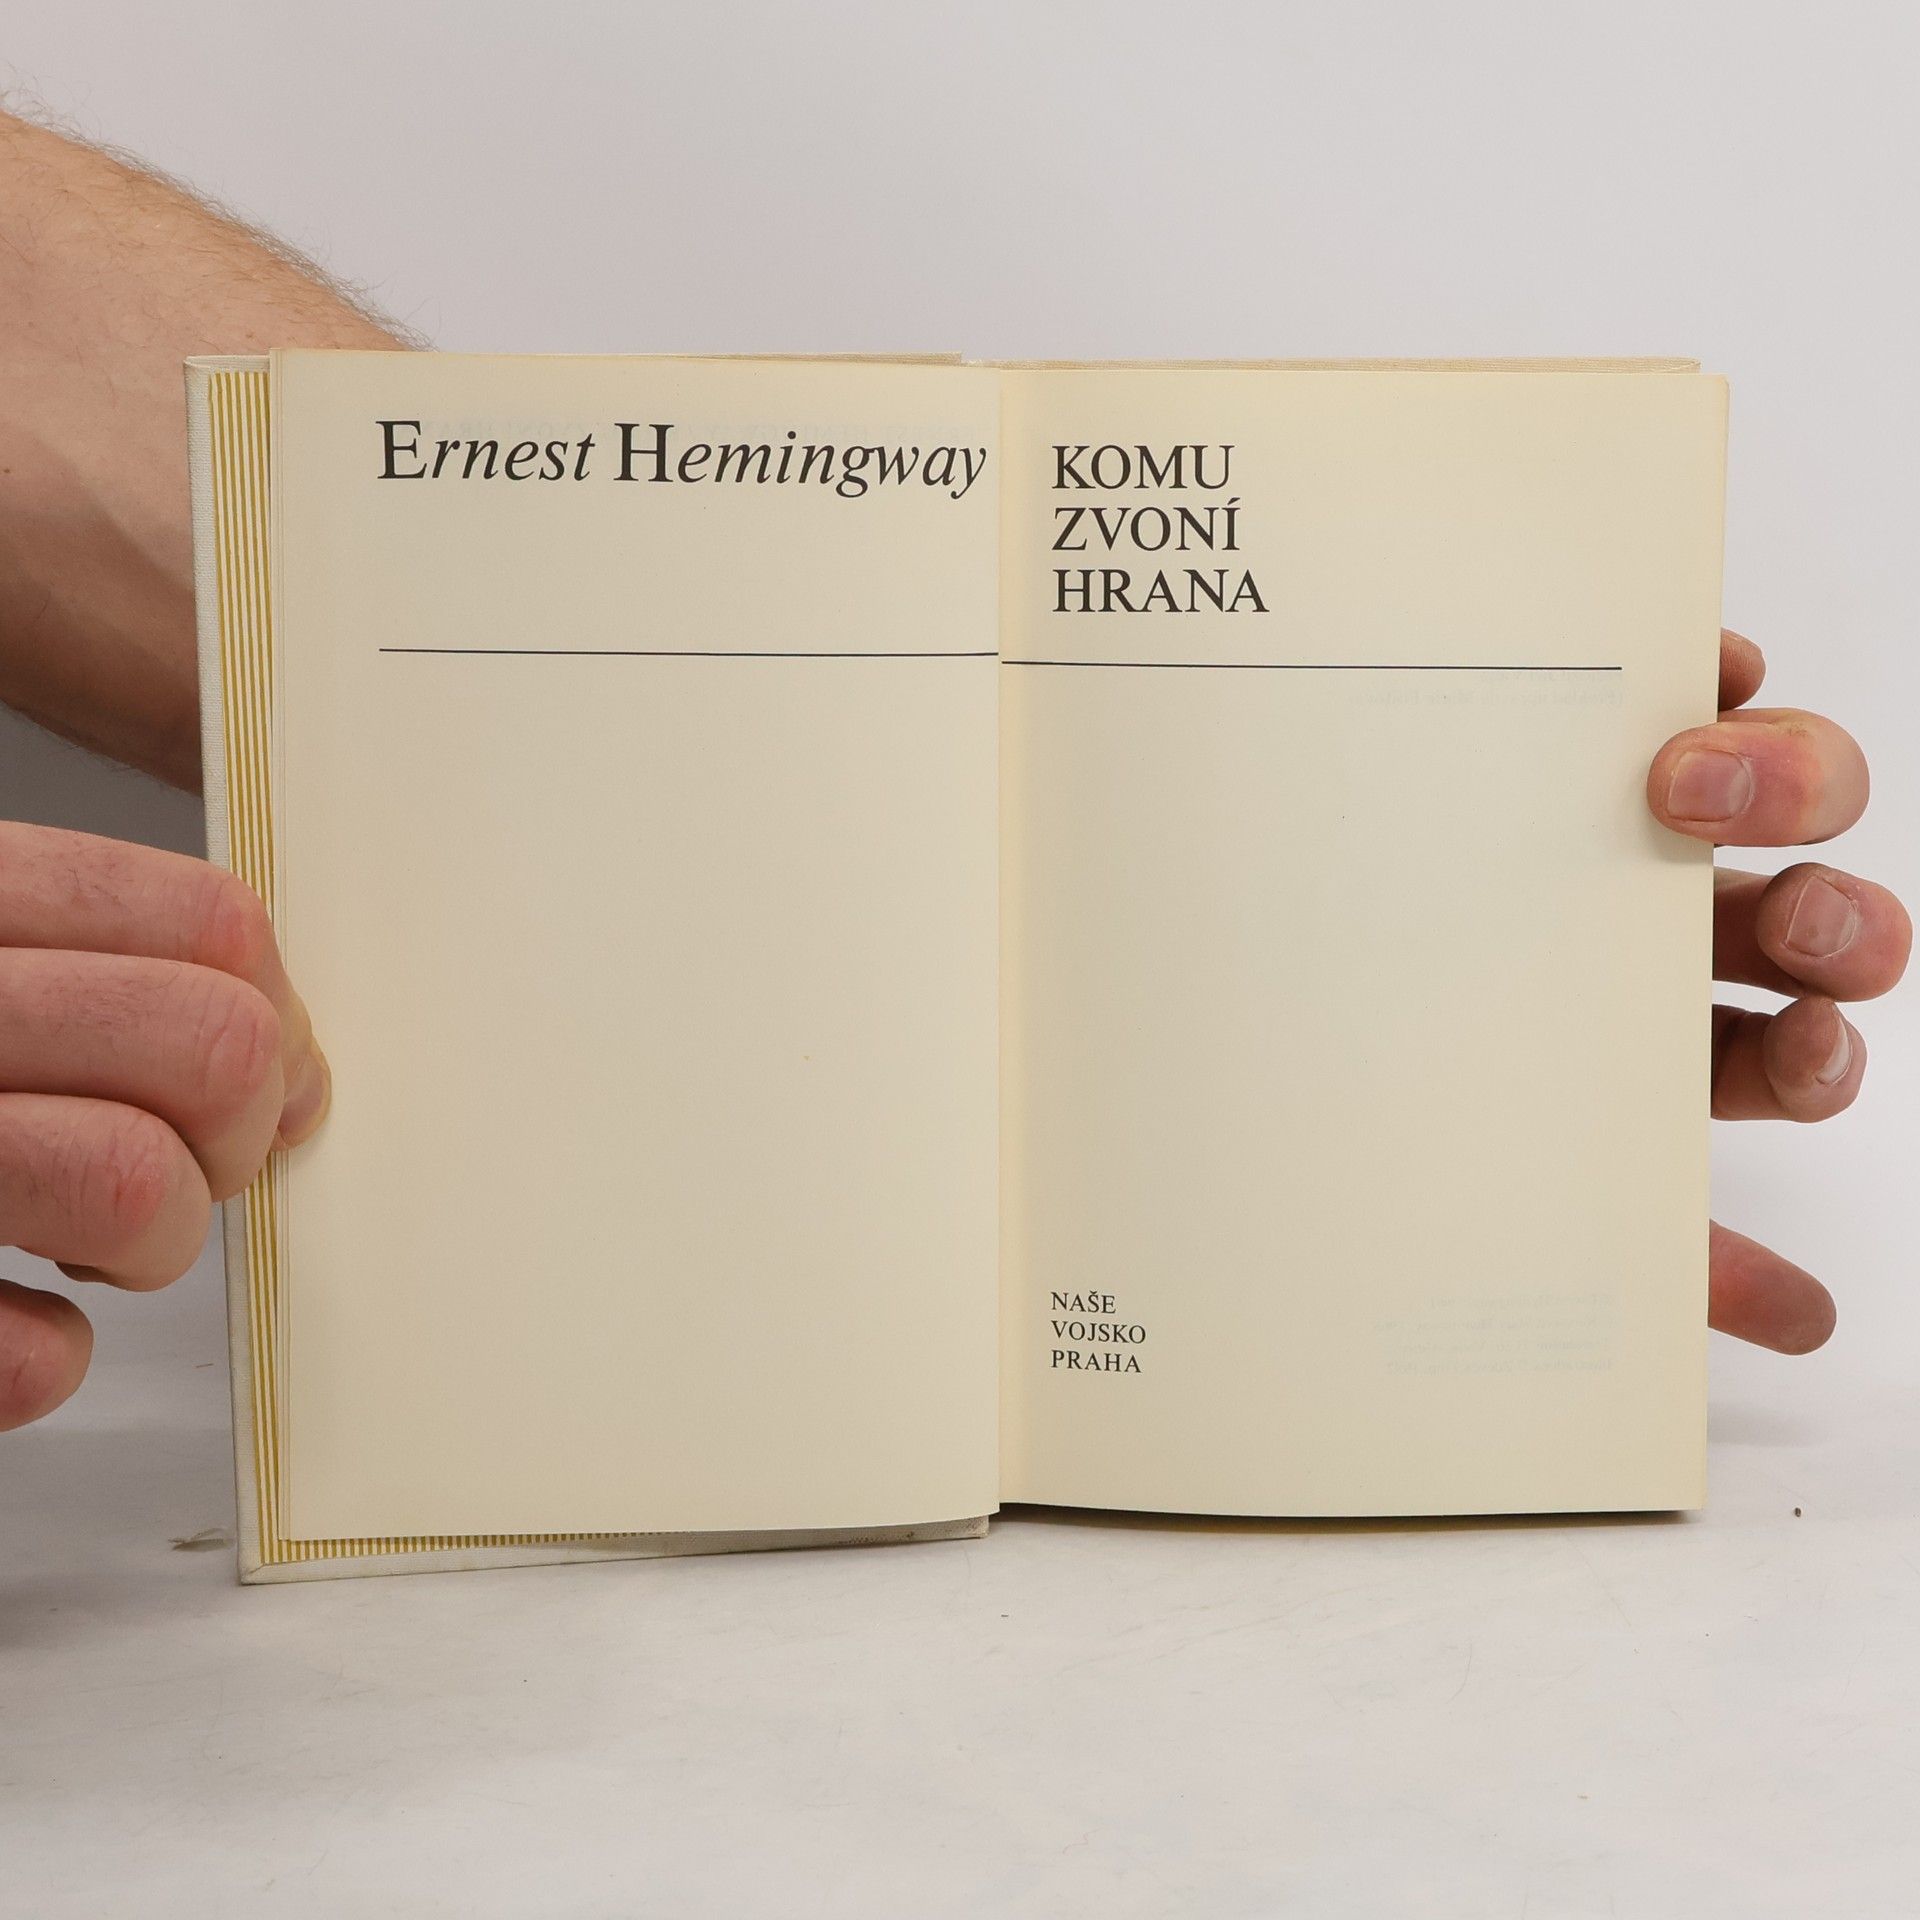 Ernest Hemingway
KOMU
ZVONÍ
HRANA
NAŠE
VOJSKO
PRAHA